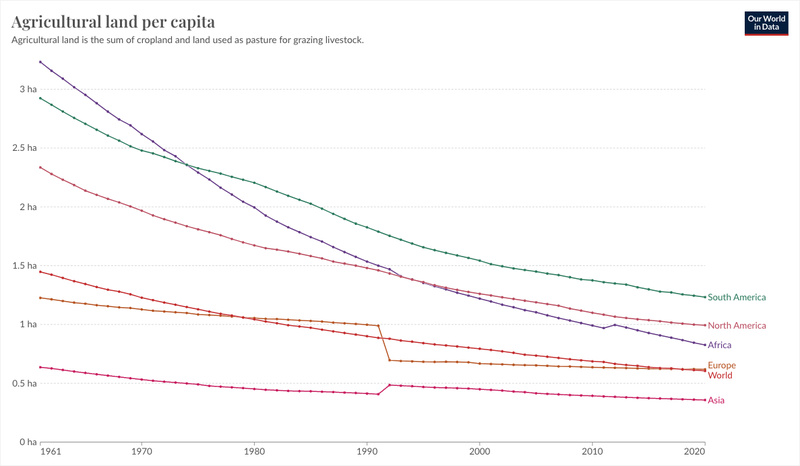 Agricultural land per capita
Agricultural land is the sum of cropland and land used as pasture for grazing livestock.
Our World
in Data
3 ha
2.5 ha
2 ha
1.5 ha
1 ha
0.5 ha
0 ha
South America
North America
Africa
Europe
World
Asia
1961
1970
1980
1990
2000
2010
2020